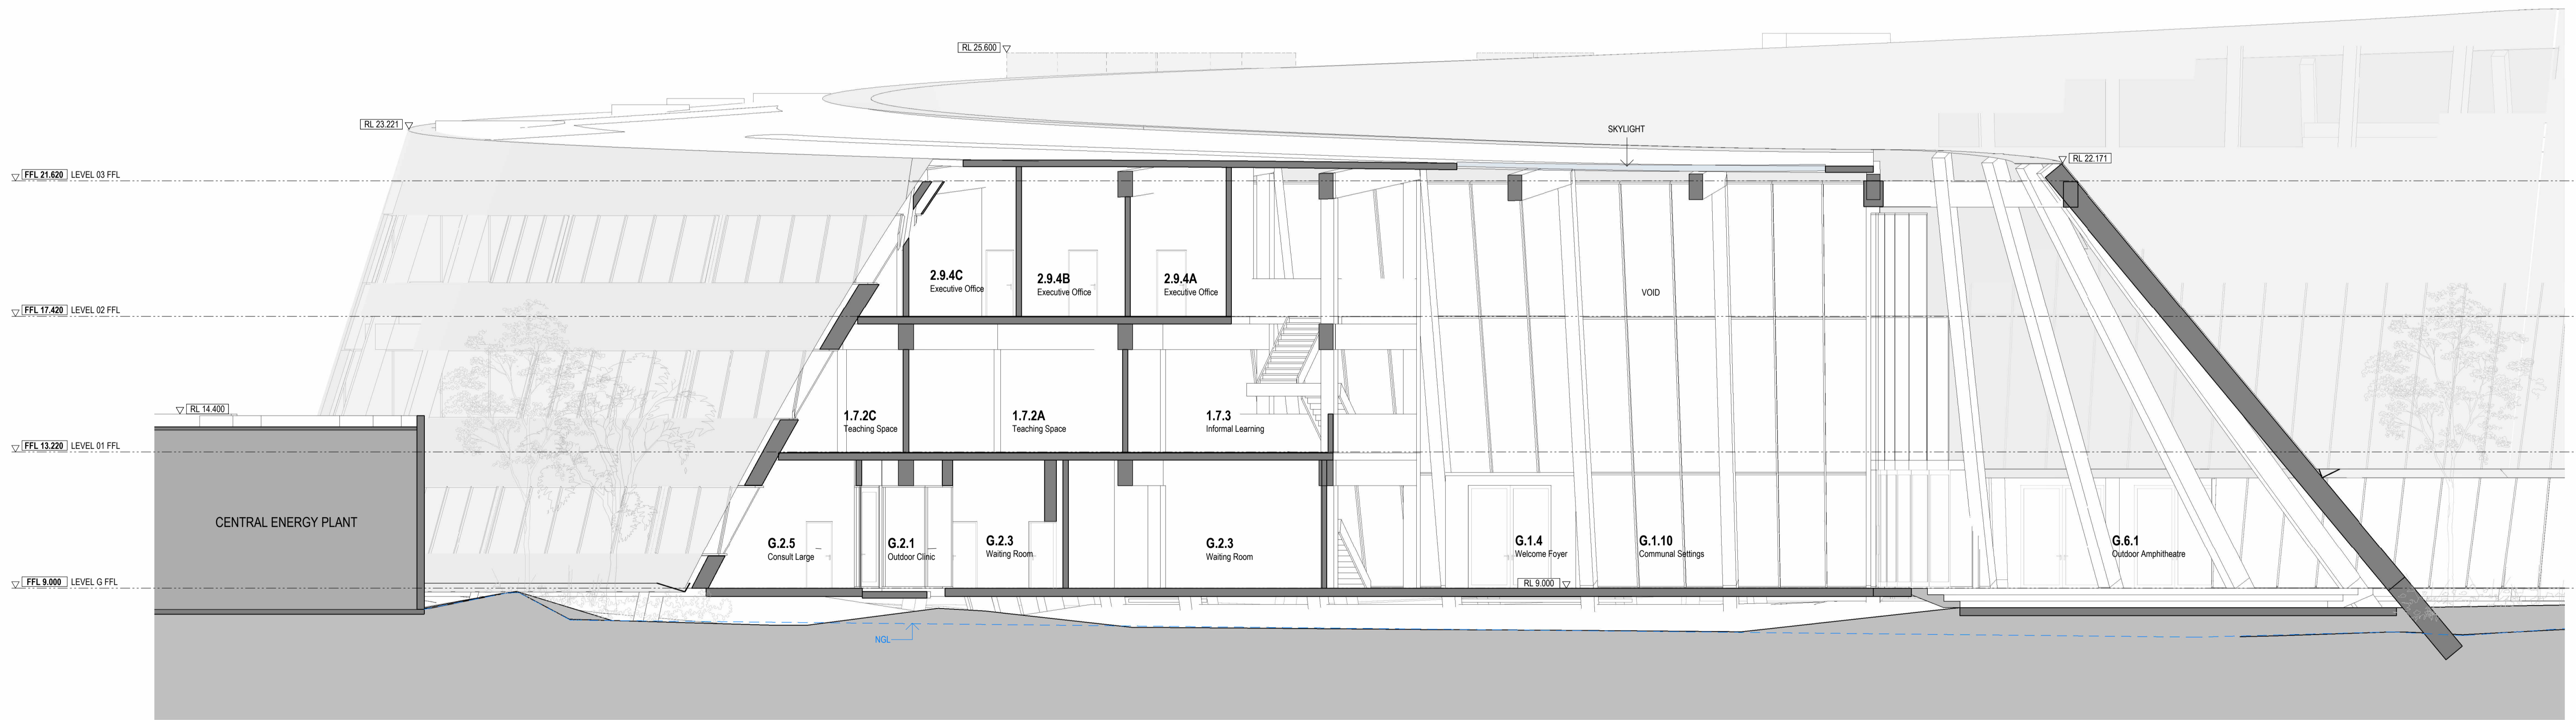 RL 25.600
RL 23.221
SKYLIGHT
RL 22.171
FFL 21.620 LEVEL 03 FFL
2.9.4C
Executive Office
2.9.4B
Executive Office
2.9.4A
Executive Office
VOID
FFL 17.420 LEVEL 02 FFL
RL 14.400
1.7.2C
Teaching Space
1.7.2A
Teaching Space
1.7.3
Informal Learning
FFL 13.220 LEVEL 01 FFL
CENTRAL ENERGY PLANT
G.2.5
Consult Large
G.2.1
Outdoor Clinic
G.2.3
Waiting Room
G.2.3
Waiting Room
G.1.4
Welcome Foyer
G.1.10
Communal Settings
G.6.1
Outdoor Amphitheatre
FFL 9.000 LEVEL G FFL
RL 9.000
NGL